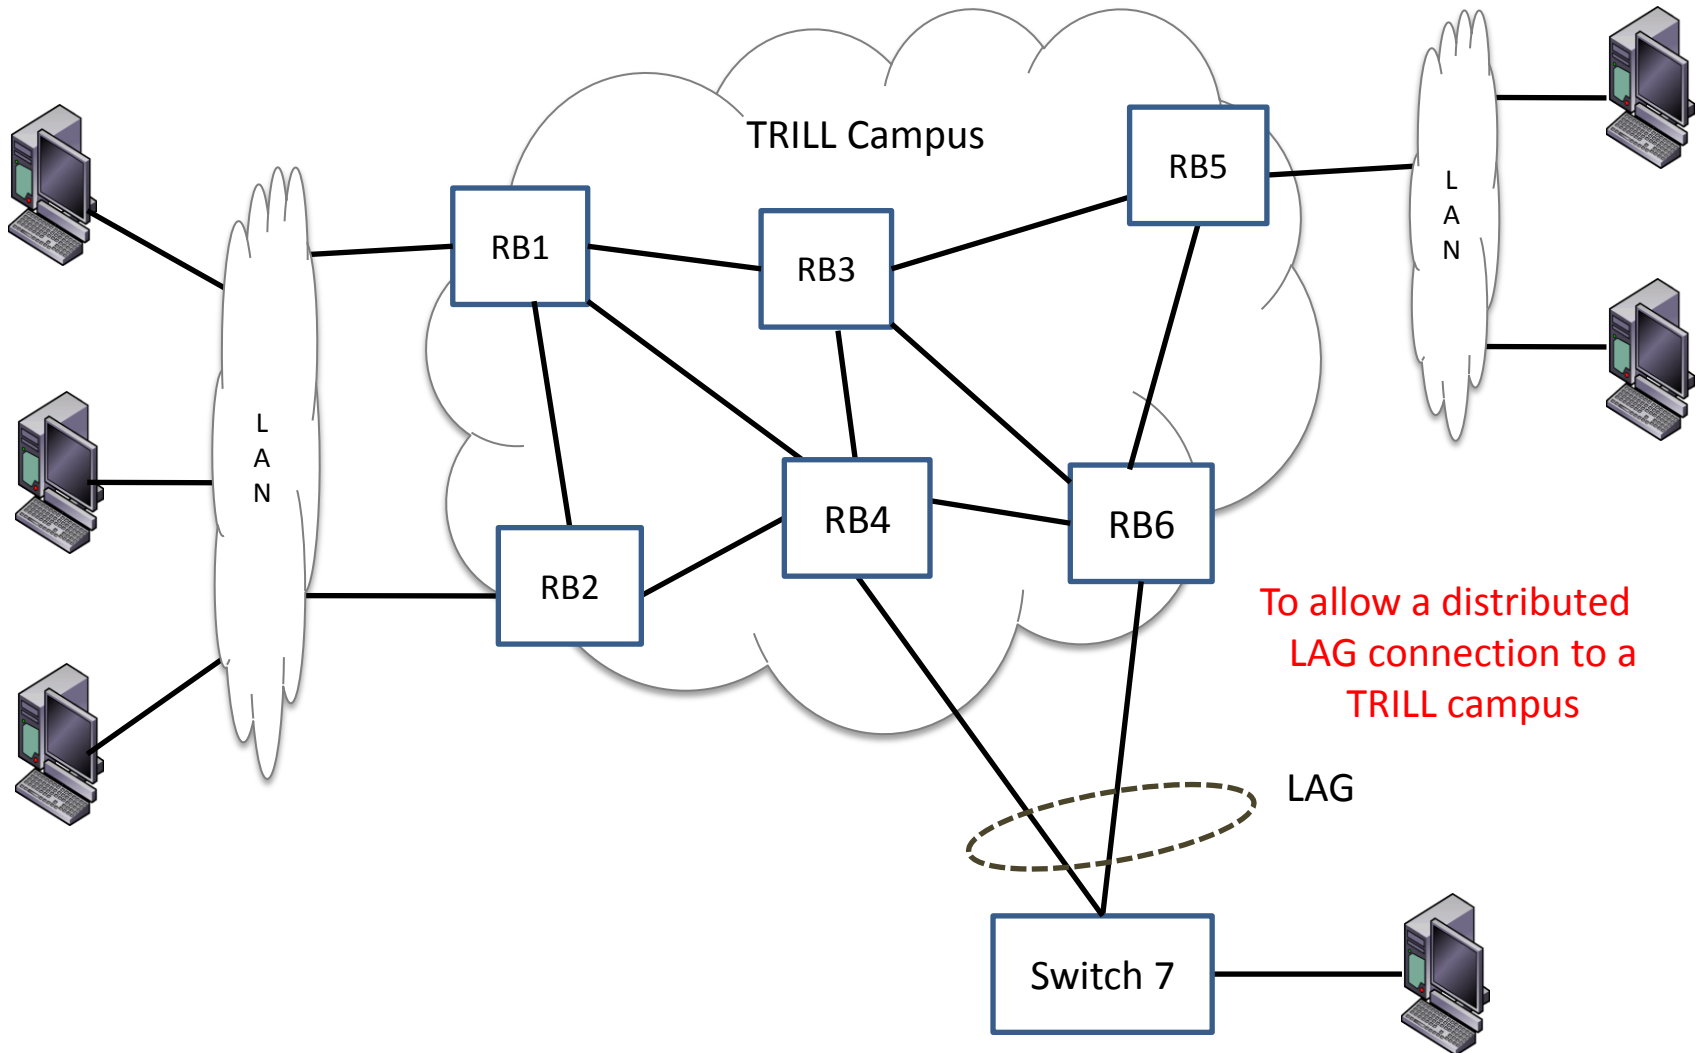 TRILL Campus
RB5
L
A
N
RB1
RB3
L
A
N
RB4
RB6
RB2
To allow a distributed
LAG connection to a
TRILL campus
LAG
Switch 7